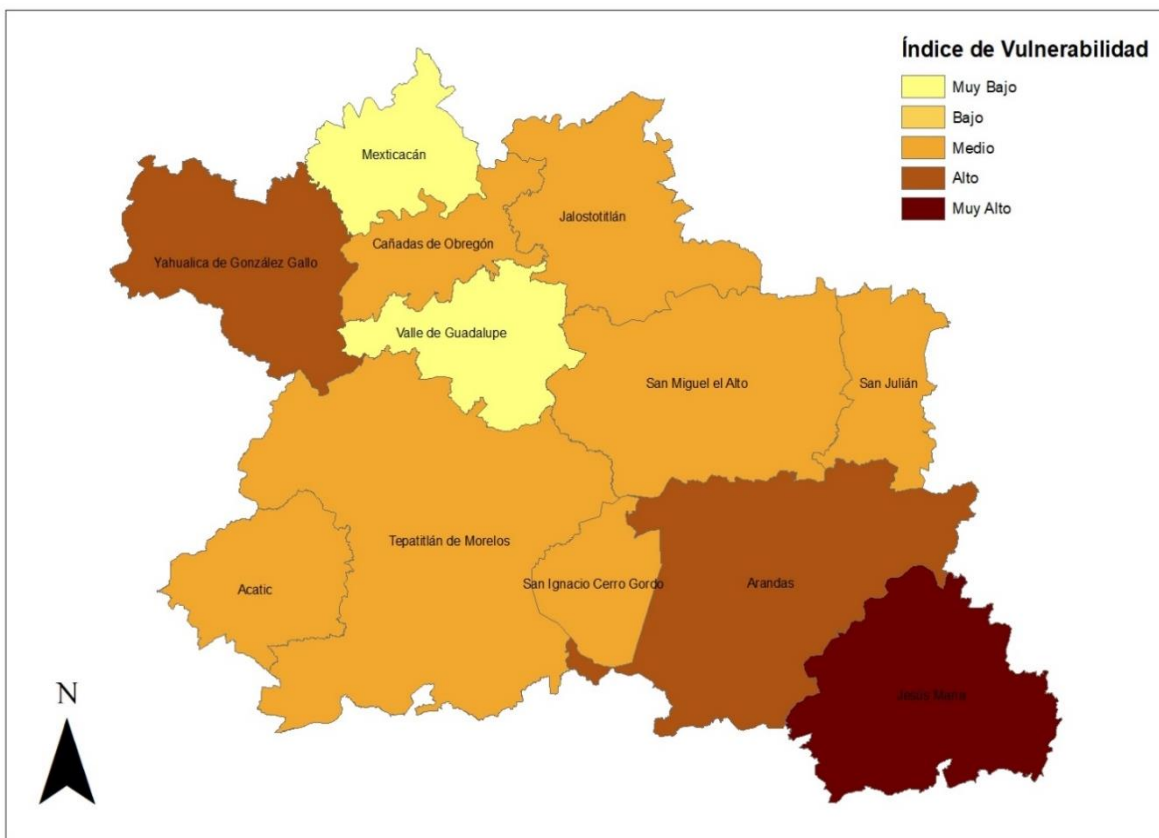 Índice de Vulnerabilidad
Muy Bajo
Bajo
Medio
Alto
Muy Alto
Mexticacán
Jalostotitlán
Cañadas de Obregón
Yahualica de González Gallo
Valle de Guadalupe
San Miguel el Alto
San Julián
Tepatitlán de Morelos
San Ignacio Cerro Gordo
Arandas
Acatic
Jesús María
N